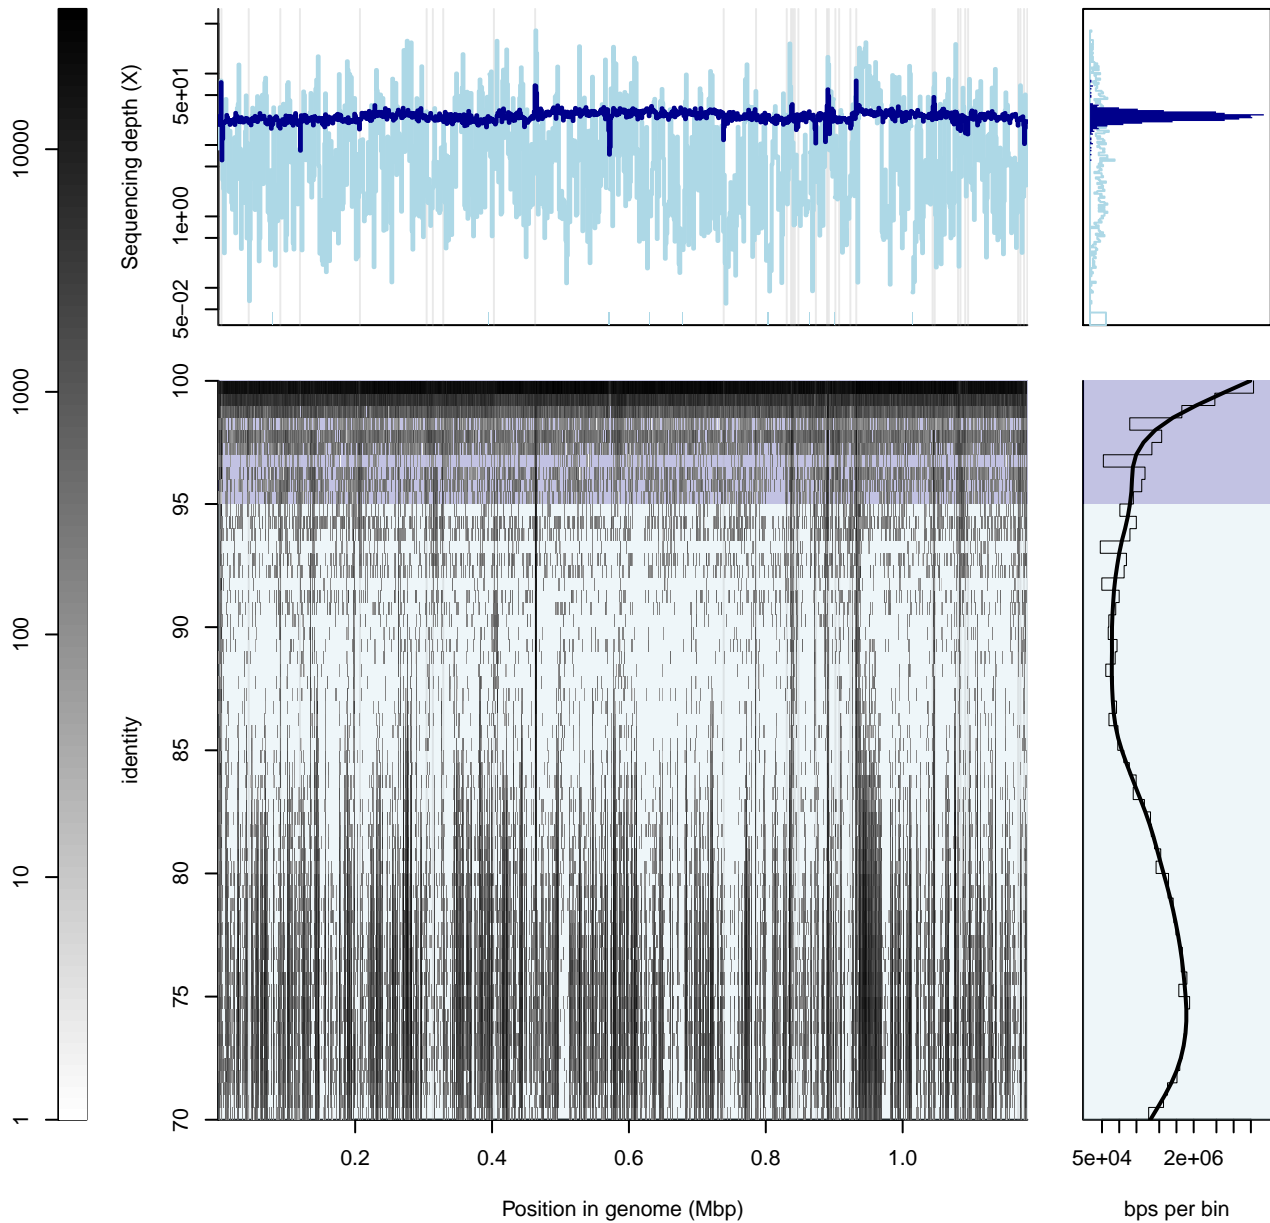 Sequencing depth (X)
5e+01
1e+00
5e-02
10000
1000
100
10
1
identity
100
95
90
85
80
75
70
0.2 0.4 0.6 0.8 1.0
Position in genome (Mbp)
5e+04 2e+06
bps per bin